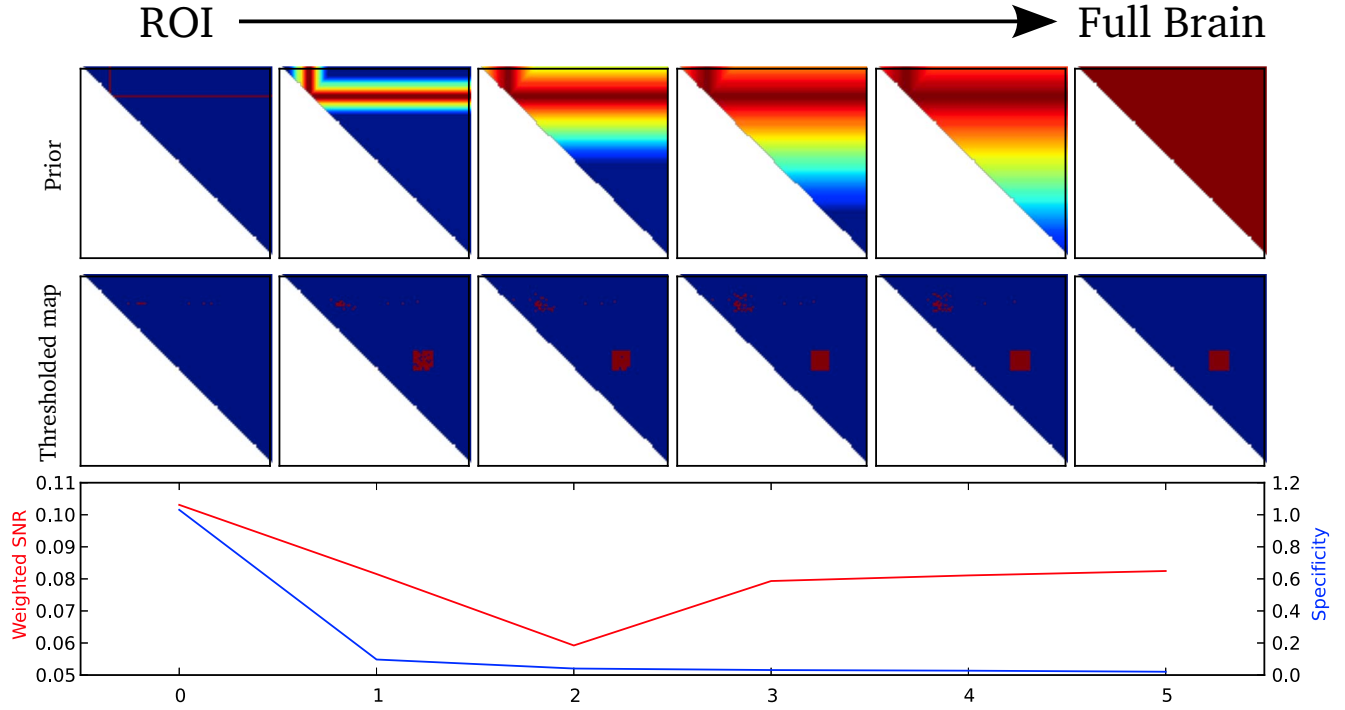 ROI Full Brain
Prior
Thresholded map
0.11 1.2
0.10 1.0
0.09 0.8
0.08 0.6
0.07 0.4
0.06 0.2
0.05 0.0
Weighted SNR
Specificity
0 1 2 3 4 5